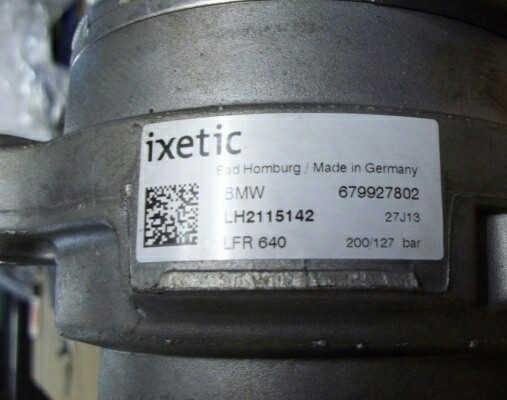 ixetic
Bad Homburg / Made in Germany
BMW 679927802
LH2115142 27J13
LFR 640 200/127 bar